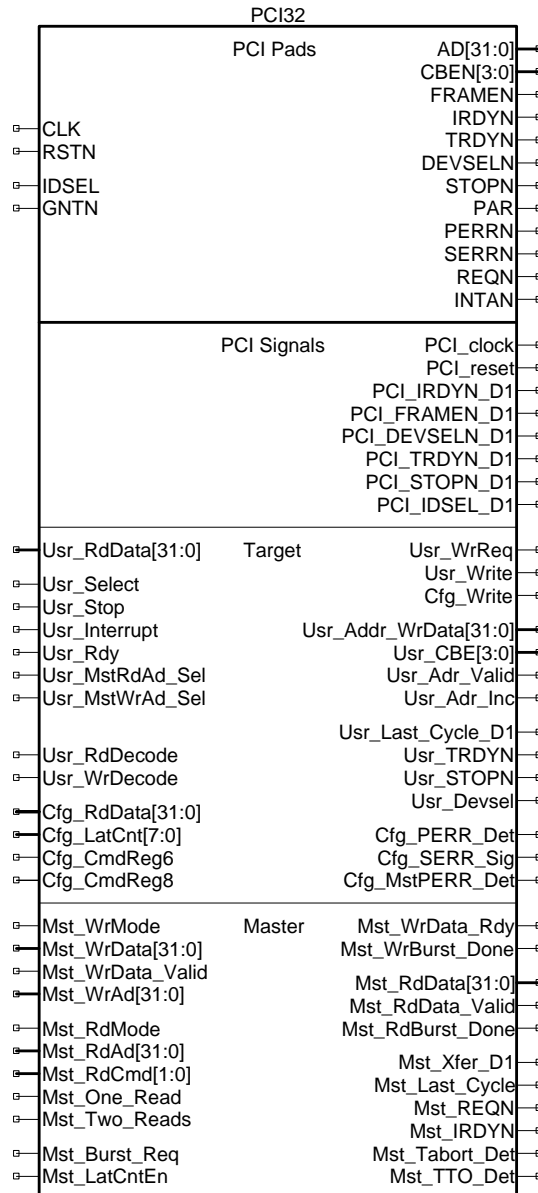 PCI32
PCI Pads AD[31:0]
CBEN[3:0]
FRAMEN
IRDYN
CLK
TRDYN
RSTN
DEVSELN
IDSEL STOPN
GNTN PAR
PERRN
SERRN
REQN
INTAN
PCI Signals PCI_clock
PCI_reset
PCI_IRDYN_D1
PCI_FRAMEN_D1
PCI_DEVSELN_D1
PCI_TRDYN_D1
PCI_STOPN_D1
PCI_IDSEL_D1
Usr_RdData[31:0] Target Usr_WrReq
Usr_Write
Usr_Select
Cfg_Write
Usr_Stop
Usr_Interrupt Usr_Addr_WrData[31:0]
Usr_Rdy Usr_CBE[3:0]
Usr_MstRdAd_Sel Usr_Adr_Valid
Usr_MstWrAd_Sel Usr_Adr_Inc
Usr_Last_Cycle_D1
Usr_RdDecode Usr_TRDYN
Usr_WrDecode Usr_STOPN
Usr_Devsel
Cfg_RdData[31:0]
Cfg_LatCnt[7:0] Cfg_PERR_Det
Cfg_CmdReg6 Cfg_SERR_Sig
Cfg_CmdReg8 Cfg_MstPERR_Det
Mst_WrMode Master Mst_WrData_Rdy
Mst_WrData[31:0] Mst_WrBurst_Done
Mst_WrData_Valid
Mst_RdData[31:0]
Mst_WrAd[31:0]
Mst_RdData_Valid
Mst_RdMode Mst_RdBurst_Done
Mst_RdAd[31:0]
Mst_Xfer_D1
Mst_RdCmd[1:0]
Mst_Last_Cycle
Mst_One_Read
Mst_REQN
Mst_Two_Reads
Mst_IRDYN
Mst_Burst_Req Mst_Tabort_Det
Mst_LatCntEn Mst_TTO_Det